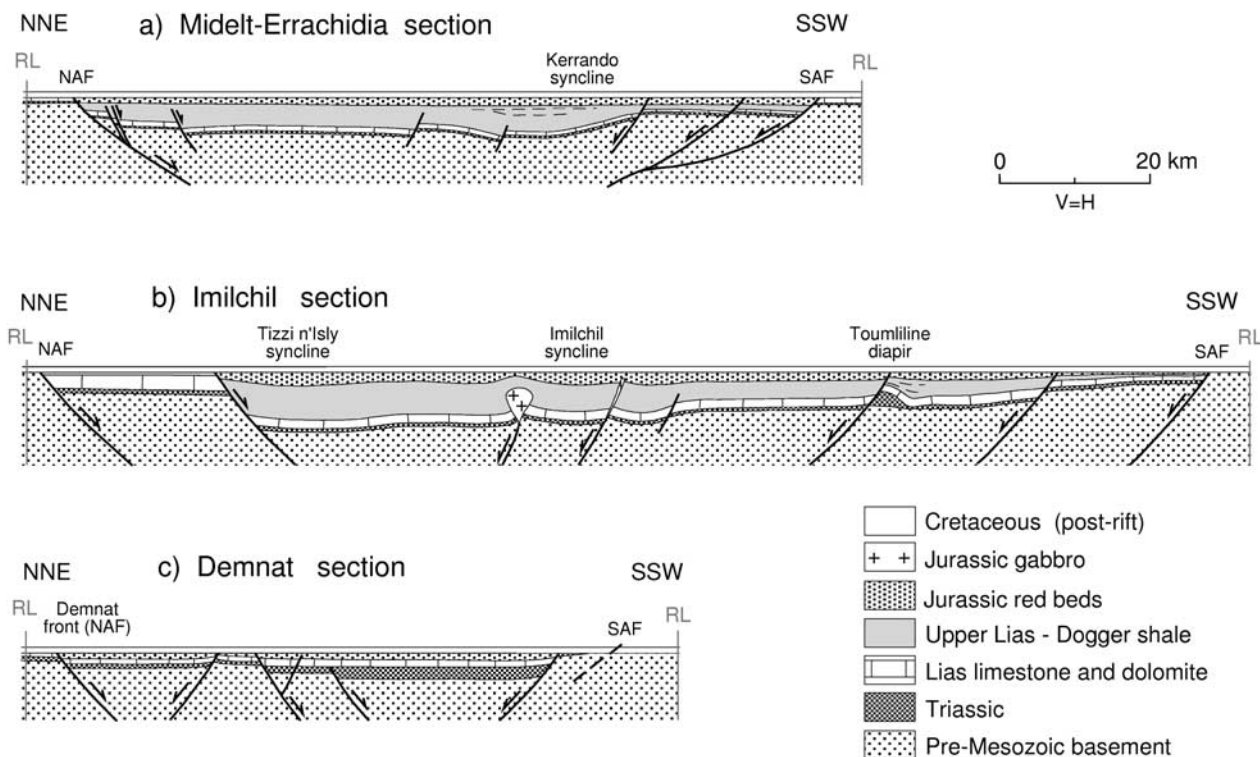 NNE
a) Midelt-Errachidia section
SSW
RL
NAF
Kerrando
syncline
SAF
RL
0
20 km
V=H
NNE
b) Imilchil section
SSW
RL
NAF
Tizzi n'Isly
syncline
Imilchil
syncline
Toumliline
diapir
SAF
RL
NNE
c) Demnat section
SSW
RL
Demnat
front (NAF)
SAF
RL
Cretaceous (post-rift)
Jurassic gabbro
Jurassic red beds
Upper Lias - Dogger shale
Lias limestone and dolomite
Triassic
Pre-Mesozoic basement